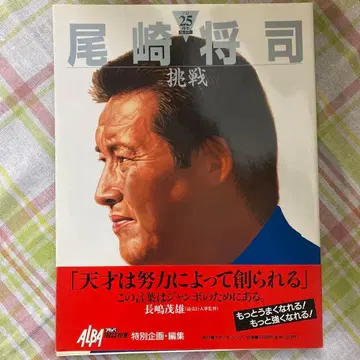 25
尾崎将司
挑戦
「天才は努力によって創られる」
この言葉はジャンボのためにある。
長嶋茂雄
もっとうまくなれる!
もっと強くなれる!
ALBA
特別企画・編集